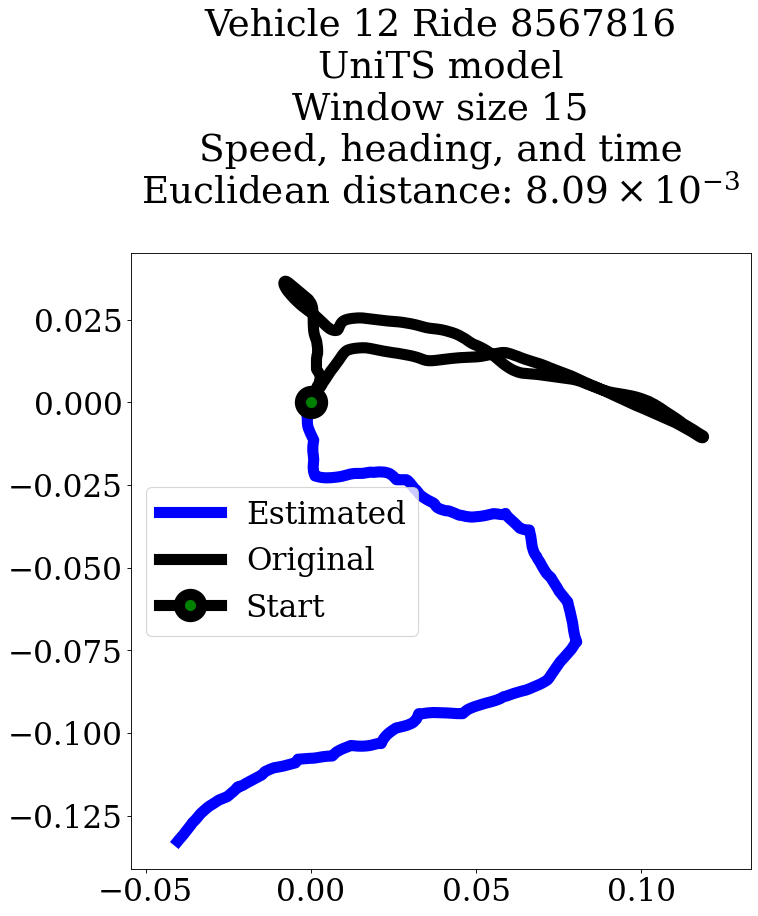 Vehicle 12 Ride 8567816
UniTS model
Window size 15
Speed, heading, and time
Euclidean distance: 8.09 × 10⁻³
0.025
0.000
−0.025
−0.050
−0.075
−0.100
−0.125
Estimated
Original
Start
−0.05
0.00
0.05
0.10